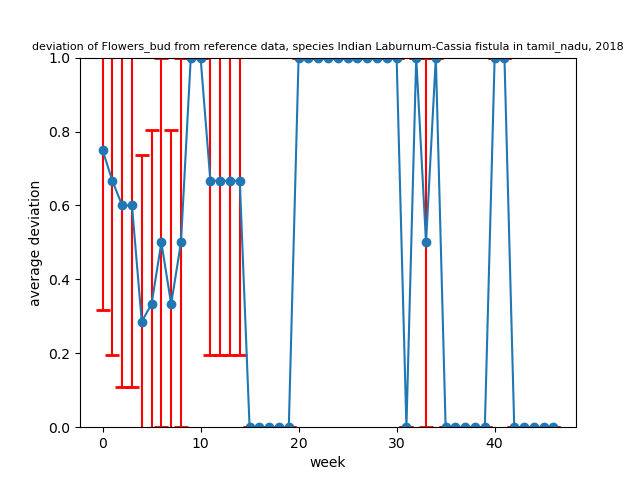 deviation of Flowers_bud from reference data, species Indian Laburnum-Cassia fistula in tamil_nadu, 2018
1.0
0.8
0.6
0.4
0.2
0.0
average deviation
0 10 20 30 40
week